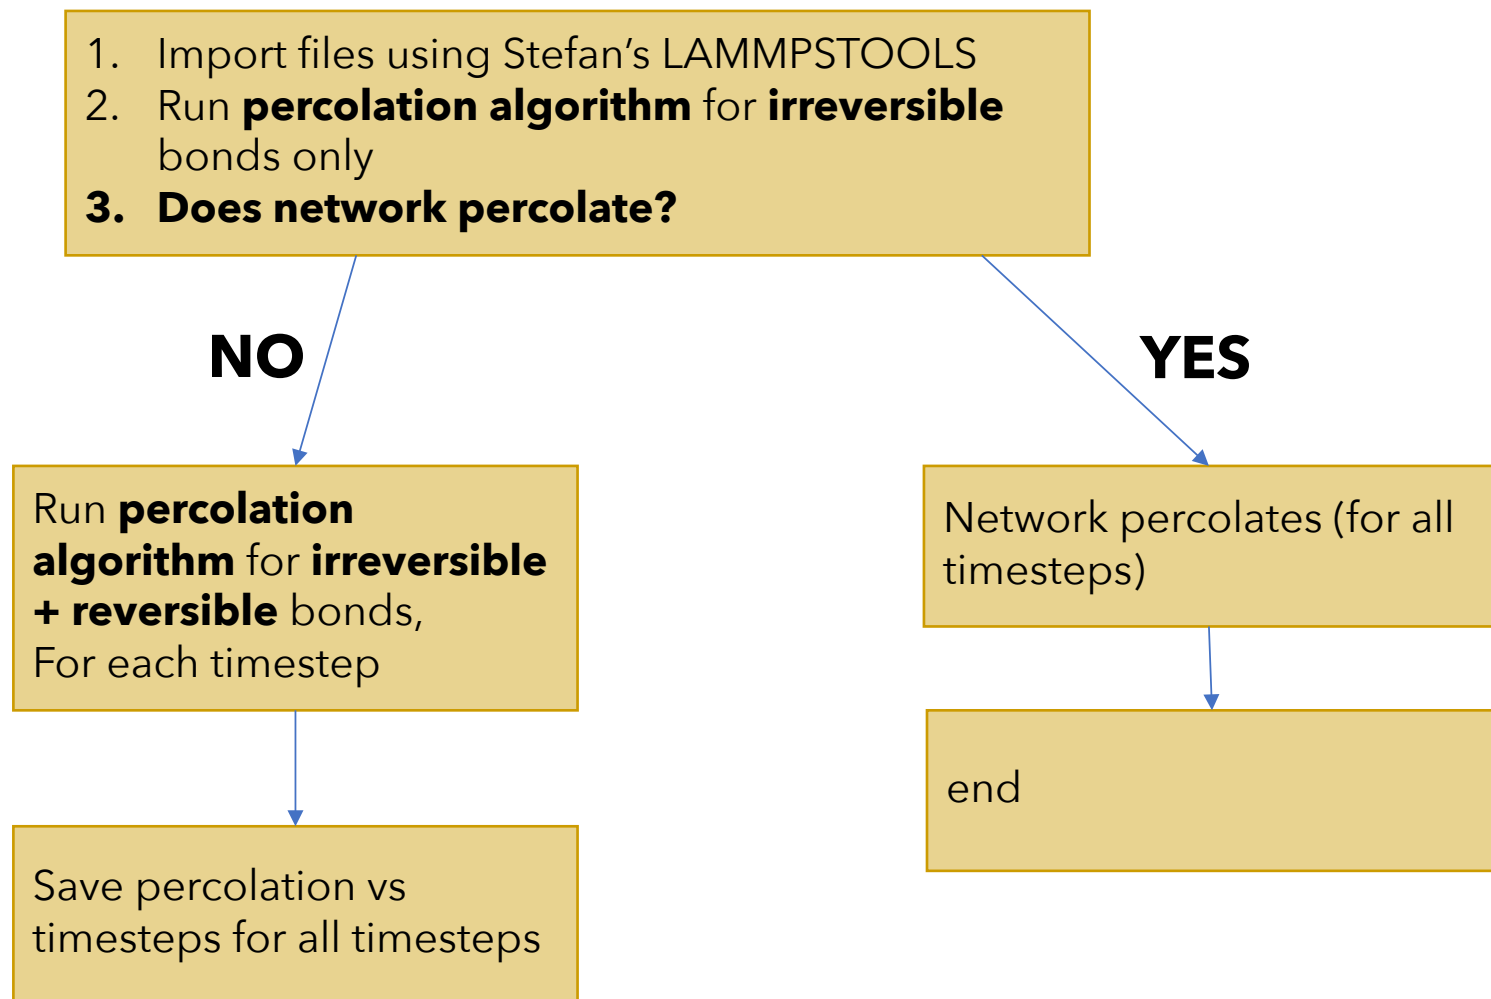 1. Import files using Stefan’s LAMMPSTOOLS
2. Run percolation algorithm for irreversible
bonds only
3. Does network percolate?
NO
YES
Run percolation
algorithm for irreversible
+ reversible bonds,
For each timestep
Network percolates (for all
timesteps)
end
Save percolation vs
timesteps for all timesteps